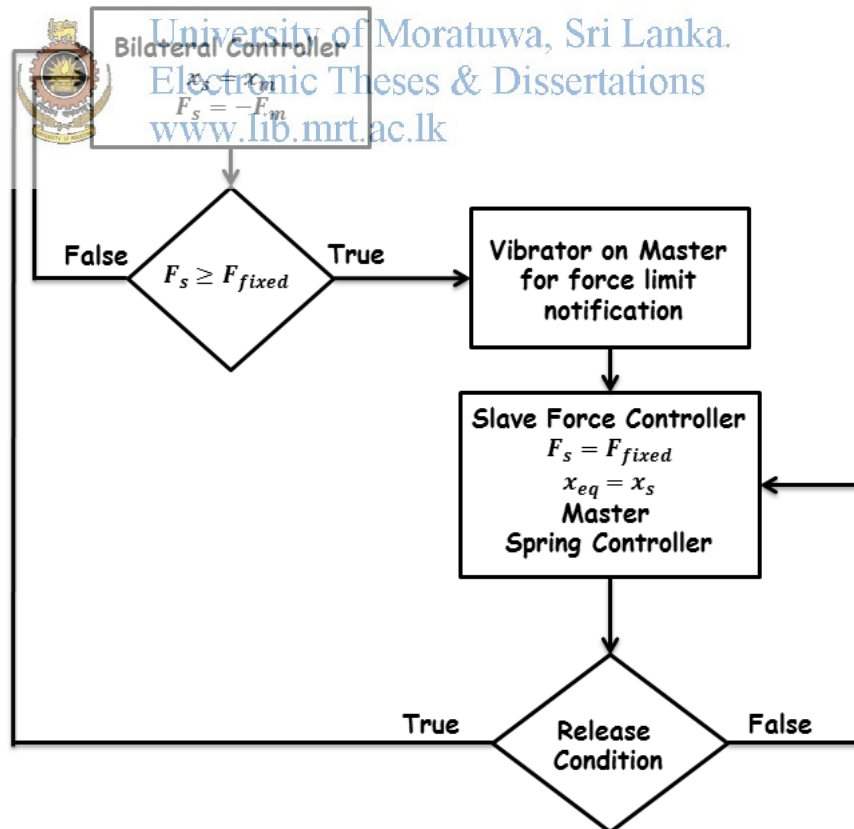 University of Moratuwa, Sri Lanka.
Electronic Theses & Dissertations
www.lib.mrt.ac.lk
Bilateral Controller
x_s = x_m
F_s = −F_m
False
F_s ≥ F_fixed
True
Vibrator on Master
for force limit
notification
Slave Force Controller
F_s = F_fixed
x_eq = x_s
Master
Spring Controller
True
Release
Condition
False